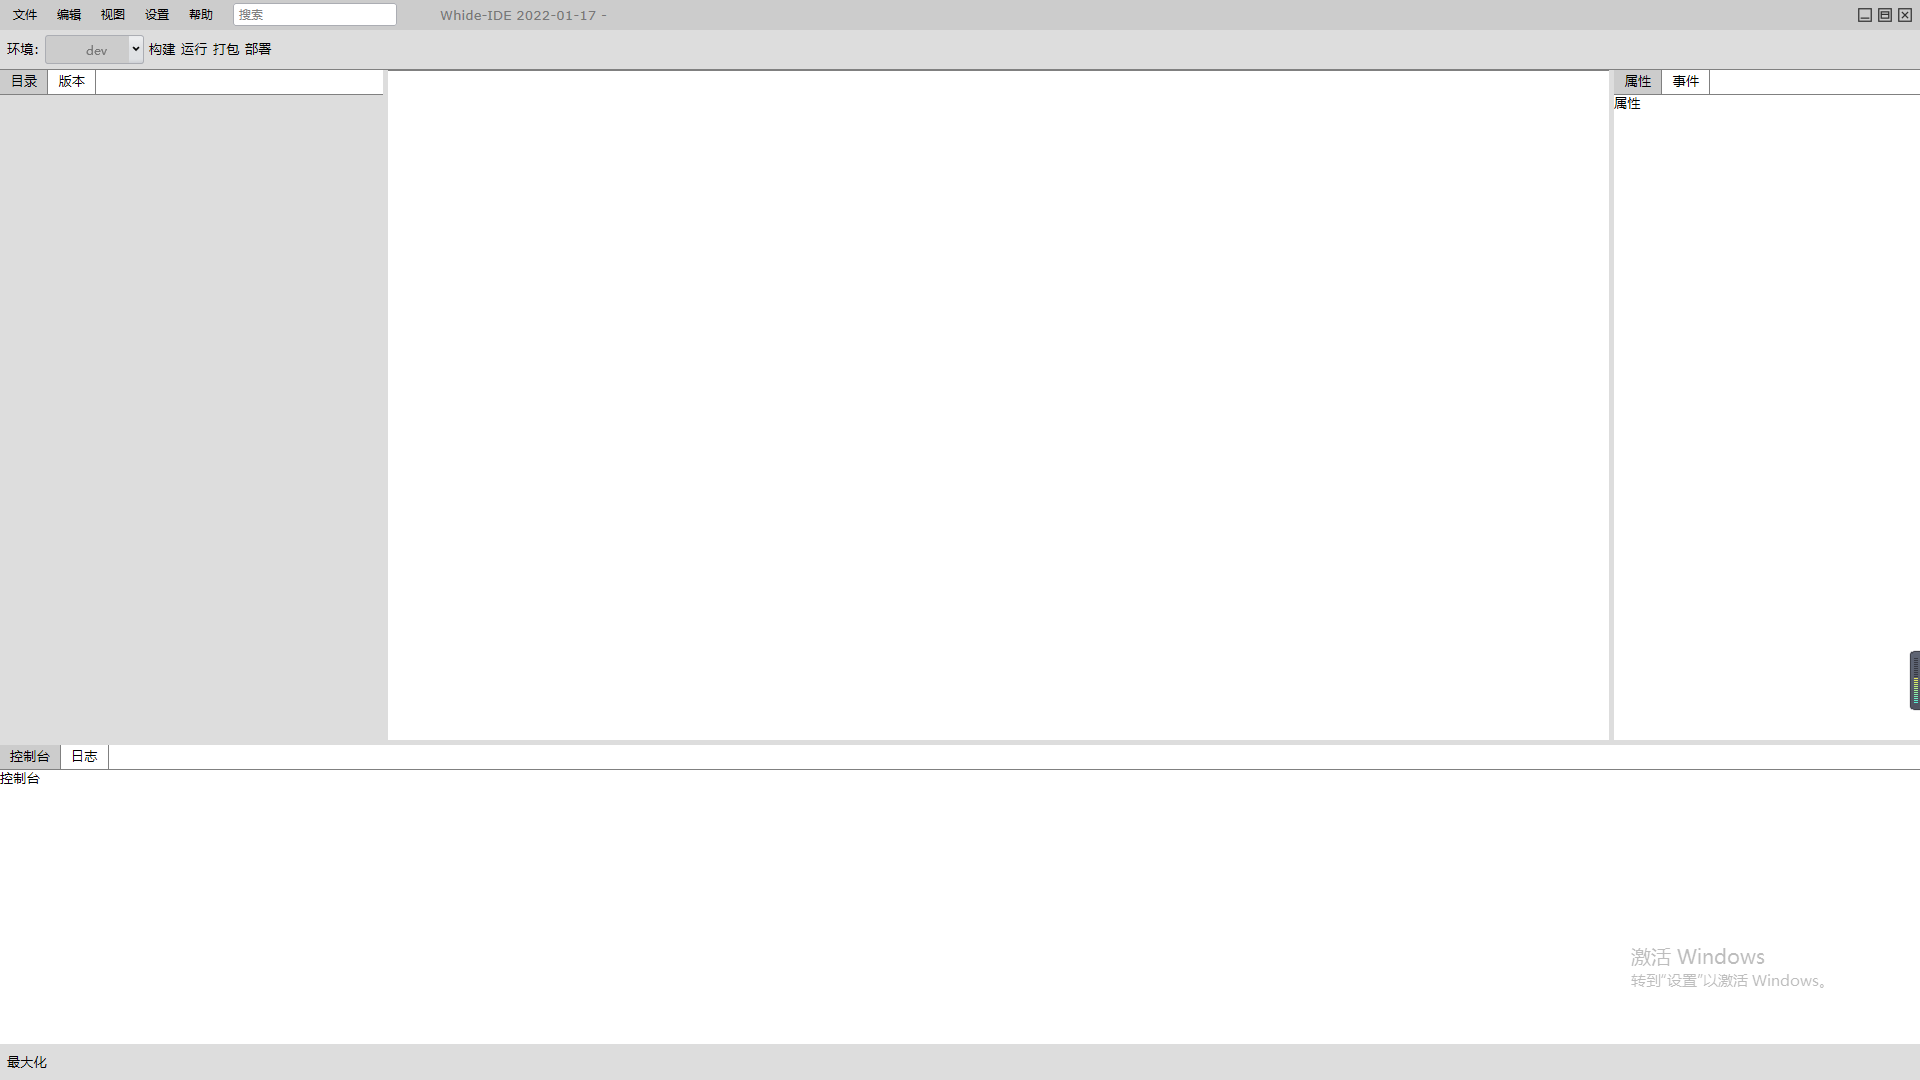 文件 编辑 视图 设置 帮助 搜索 Whide-IDE 2022-01-17 -
环境: dev 构建 运行 打包 部署
目录 版本 属性 事件
属性
控制台 日志
控制台
激活 Windows
转到“设置”以激活 Windows。
最大化